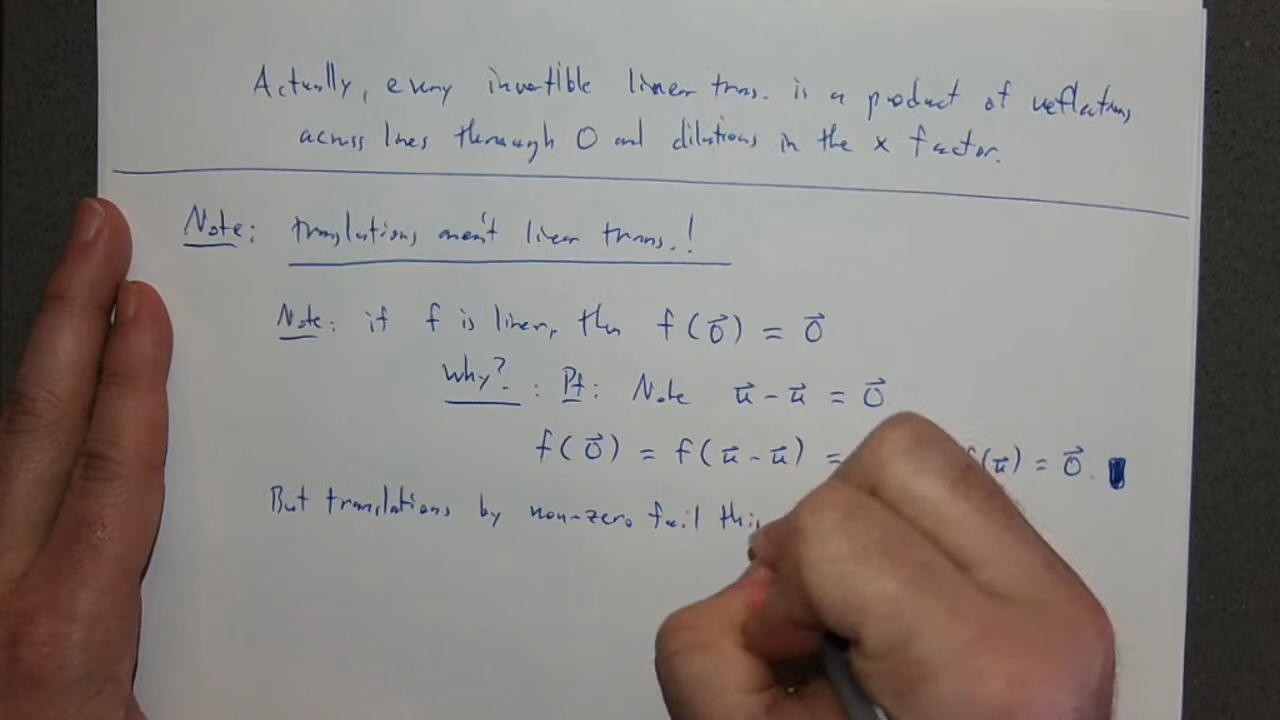 Actually, every invertible linear trans. is a product of reflections
across lines through 0 and dilations in the x factor.
Note: translations aren't linear trans.!
Note: if f is linear, then f(0⃗) = 0⃗
Why? : Pf: Note u⃗ - u⃗ = 0⃗
f(0⃗) = f(u⃗ - u⃗) = f(u⃗) = 0⃗.
But translations by non-zero fail this